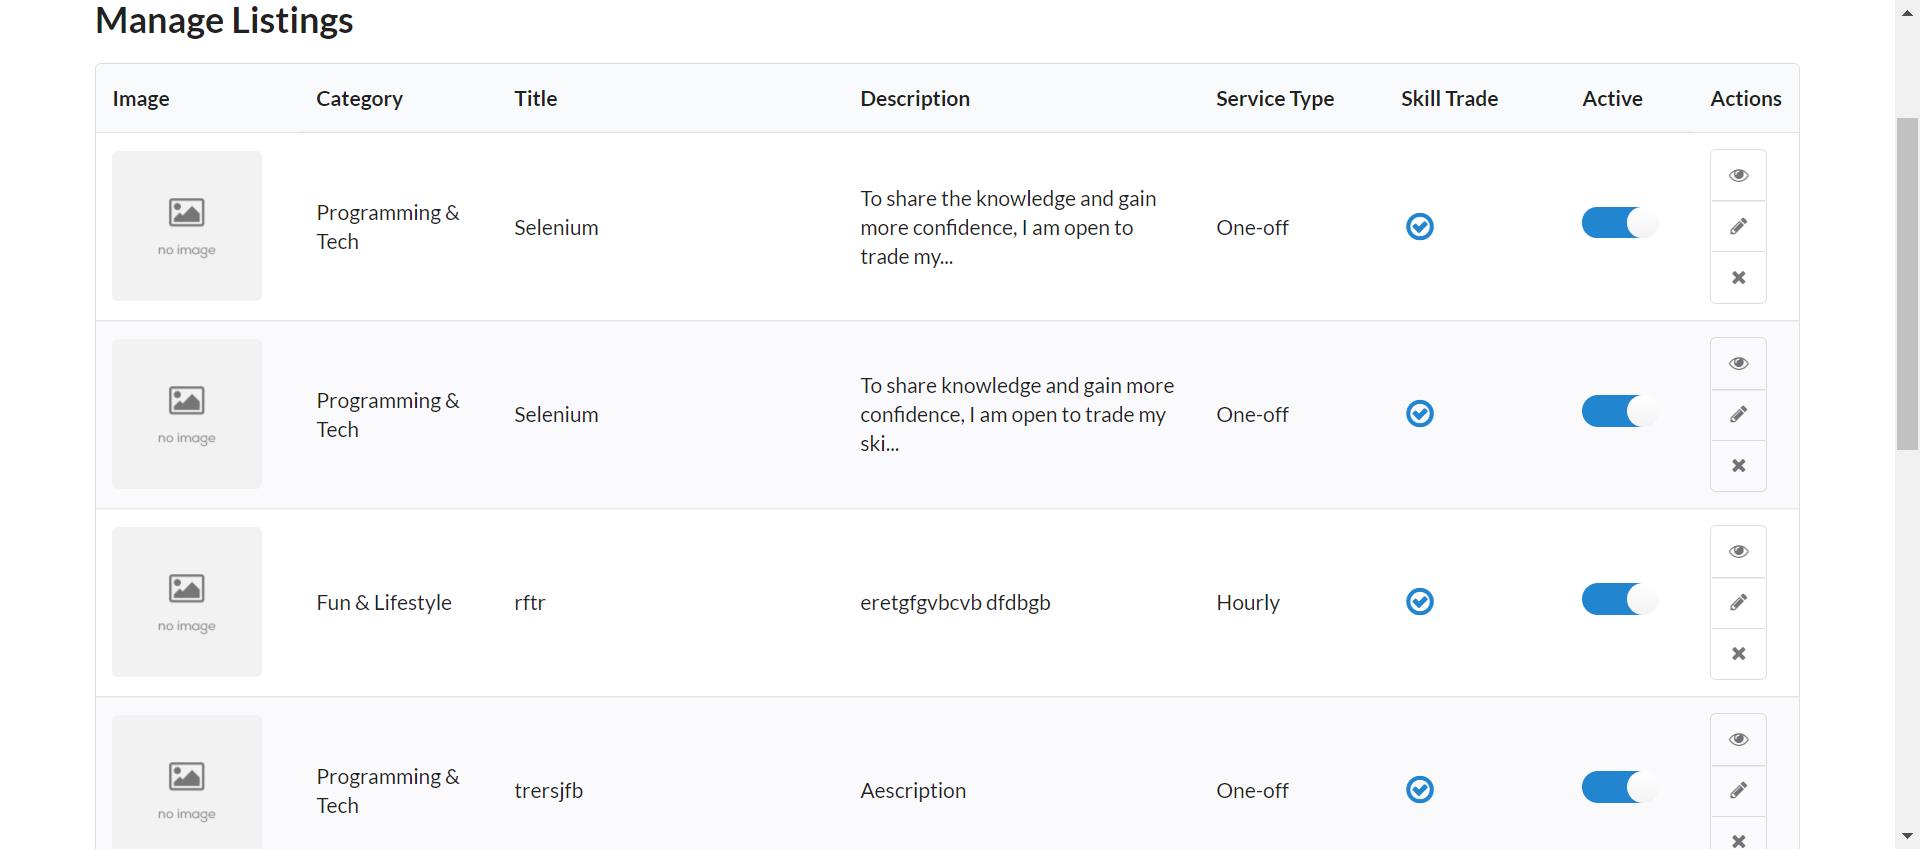 Manage Listings
Image Category Title Description Service Type Skill Trade Active Actions
no image
Programming &
Tech
Selenium
To share the knowledge and gain
more confidence, I am open to
trade my...
One-off
no image
Programming &
Tech
Selenium
To share knowledge and gain more
confidence, I am open to trade my
ski...
One-off
no image
Fun & Lifestyle
rftr
eretgfgvbcvb dfdbgb
Hourly
no image
Programming &
Tech
trersjfb
Aescription
One-off